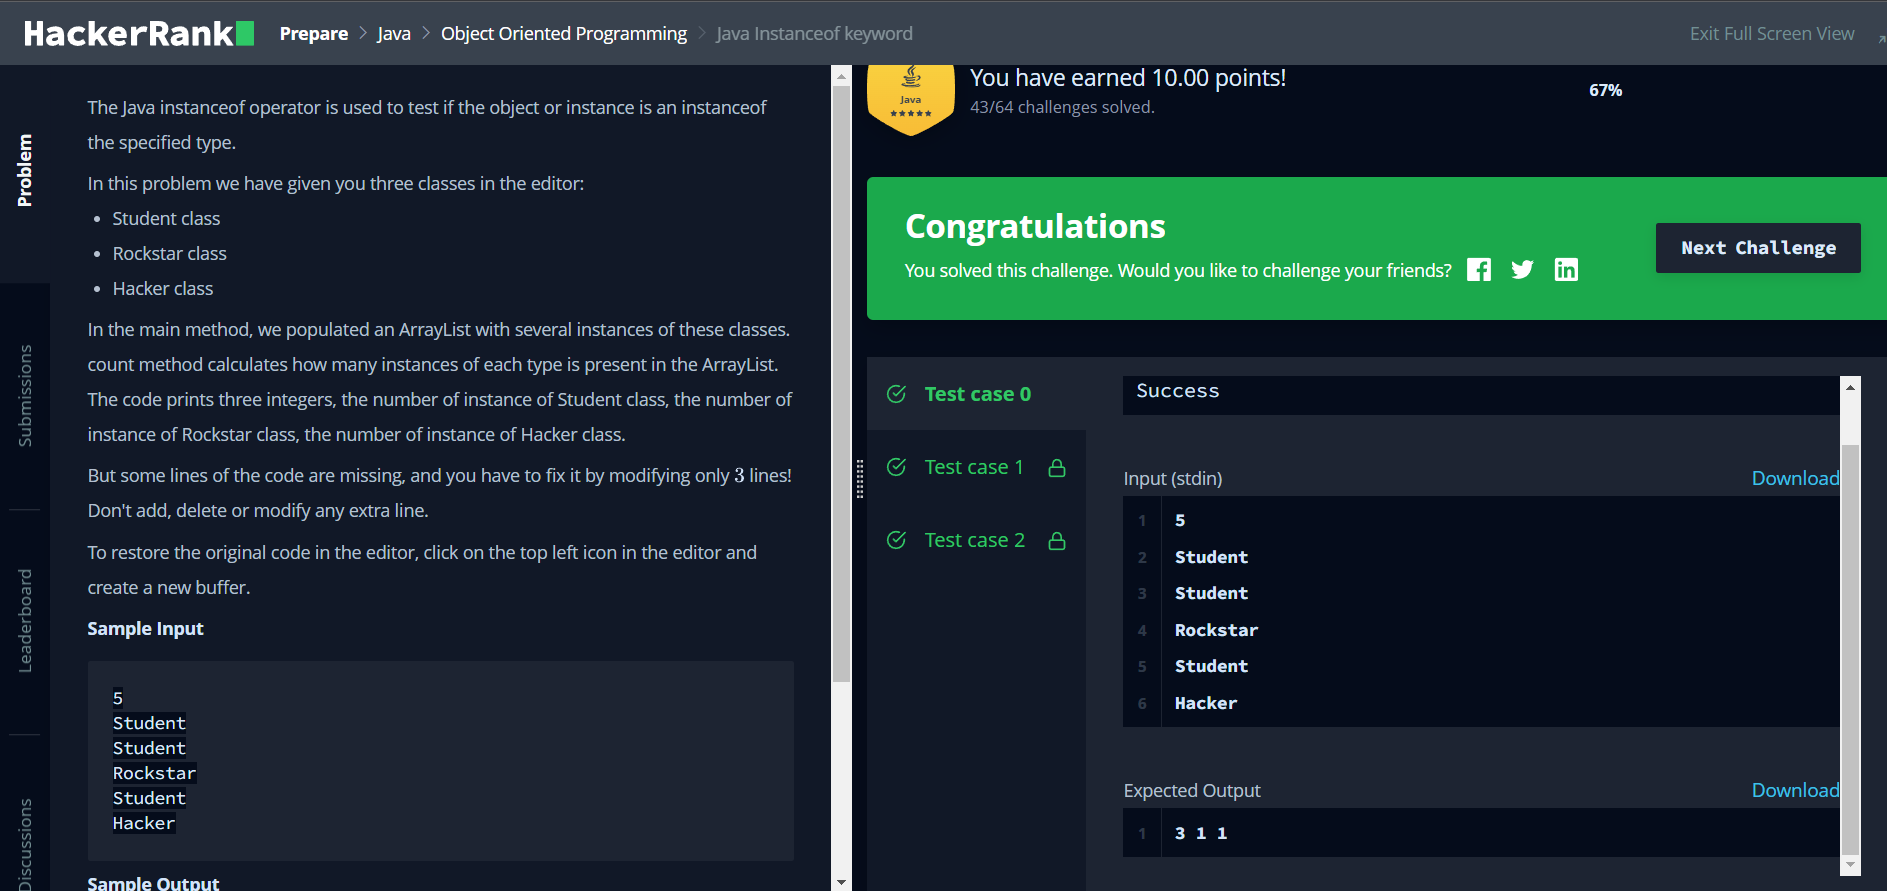 HackerRank
Prepare > Java > Object Oriented Programming > Java Instanceof keyword
Exit Full Screen View
Problem
Submissions
Leaderboard
Discussions
The Java instanceof operator is used to test if the object or instance is an instanceof
the specified type.
In this problem we have given you three classes in the editor:
• Student class
• Rockstar class
• Hacker class
In the main method, we populated an ArrayList with several instances of these classes.
count method calculates how many instances of each type is present in the ArrayList.
The code prints three integers, the number of instance of Student class, the number of
instance of Rockstar class, the number of instance of Hacker class.
But some lines of the code are missing, and you have to fix it by modifying only 3 lines!
Don't add, delete or modify any extra line.
To restore the original code in the editor, click on the top left icon in the editor and
create a new buffer.
Sample Input
5
Student
Student
Rockstar
Student
Hacker
Sample Output
Java
You have earned 10.00 points!
43/64 challenges solved.
67%
Congratulations
You solved this challenge. Would you like to challenge your friends?
Next Challenge
Test case 0
Test case 1
Test case 2
Success
Input (stdin)
Download
1 5
2 Student
3 Student
4 Rockstar
5 Student
6 Hacker
Expected Output
Download
1 3 1 1